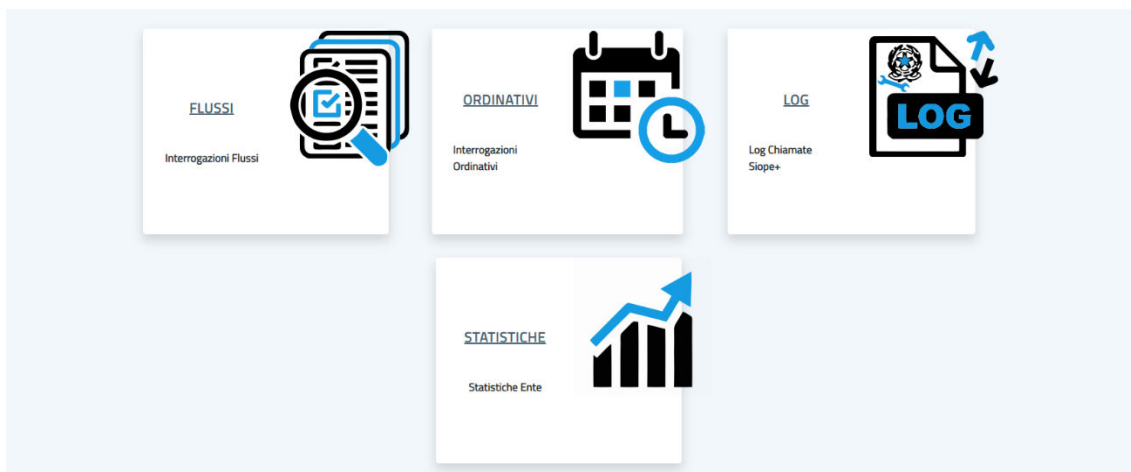 FLUSSI
Interrogazioni Flussi
ORDINATIVI
Interrogazioni
Ordinativi
LOG
Log Chiamate
Siope+
LOG
STATISTICHE
Statistiche Ente